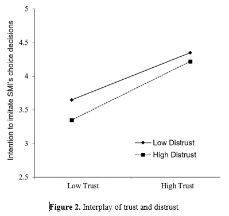 5
4.5
4
3.5
3
2.5
Intention to imitate SMI's choice decisions
Low Distrust
High Distrust
Low Trust
High Trust
Figure 2. Interplay of trust and distrust